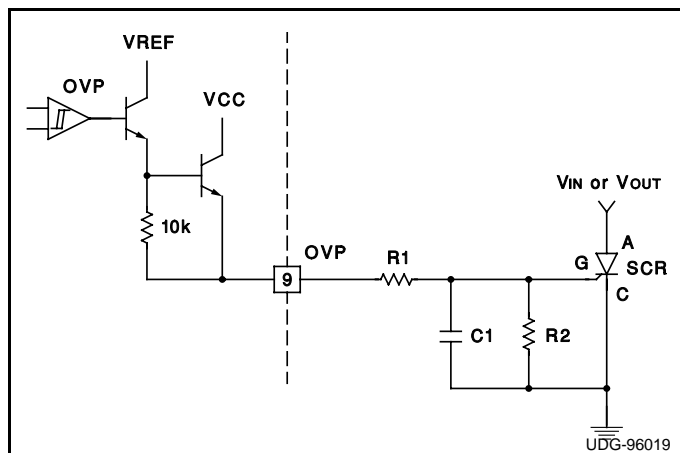 VREF
OVP
VCC
10k
VIN or VOUT
OVP
R1
A
G
SCR
9
C
C1
R2
UDG-96019